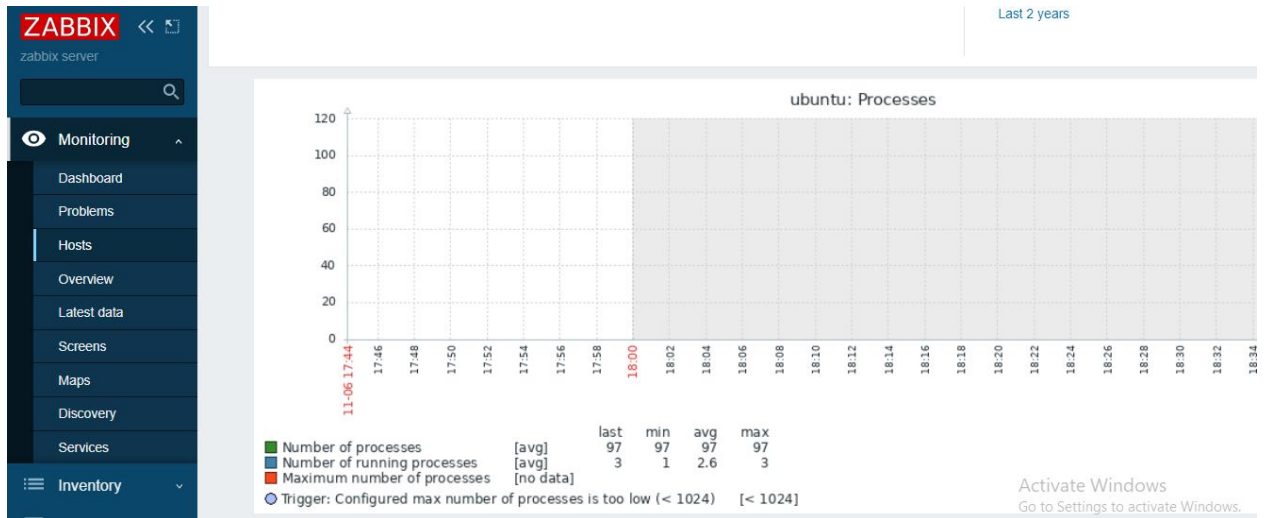 ZABBIX
zabbix server
Monitoring
Dashboard
Problems
Hosts
Overview
Latest data
Screens
Maps
Discovery
Services
Inventory
Last 2 years
ubuntu: Processes
120
100
80
60
40
20
0
11-06 17:44
17:46
17:48
17:50
17:52
17:54
17:56
17:58
18:00
18:02
18:04
18:06
18:08
18:10
18:12
18:14
18:16
18:18
18:20
18:22
18:24
18:26
18:28
18:30
18:32
18:34
last min avg max
Number of processes [avg] 97 97 97 97
Number of running processes [avg] 3 1 2.6 3
Maximum number of processes [no data]
Trigger: Configured max number of processes is too low (< 1024) [< 1024]
Activate Windows
Go to Settings to activate Windows.